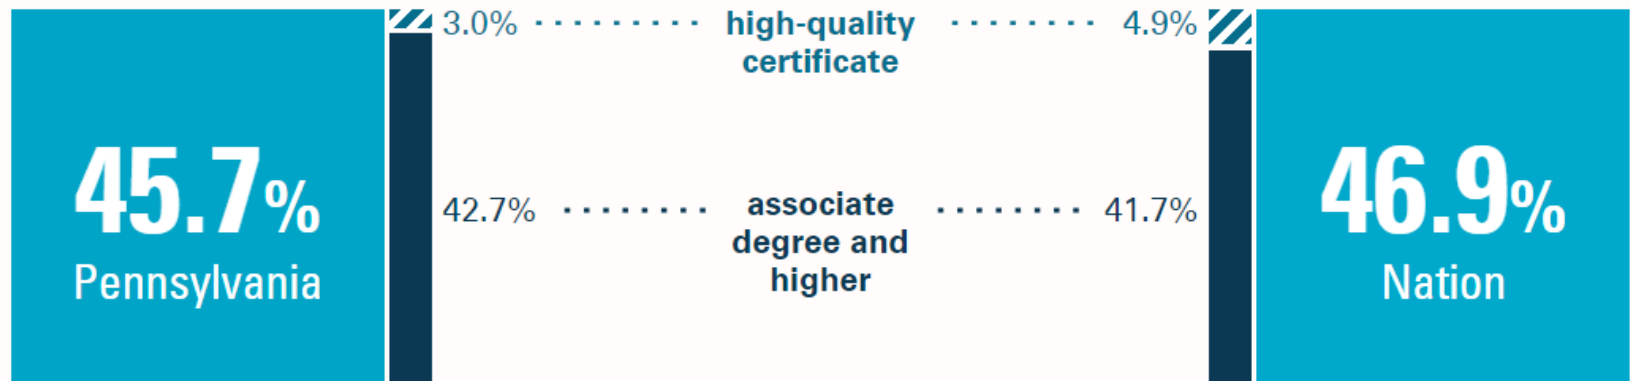 3.0% high-quality certificate 4.9%
45.7%
Pennsylvania
42.7% associate degree and higher 41.7%
46.9%
Nation